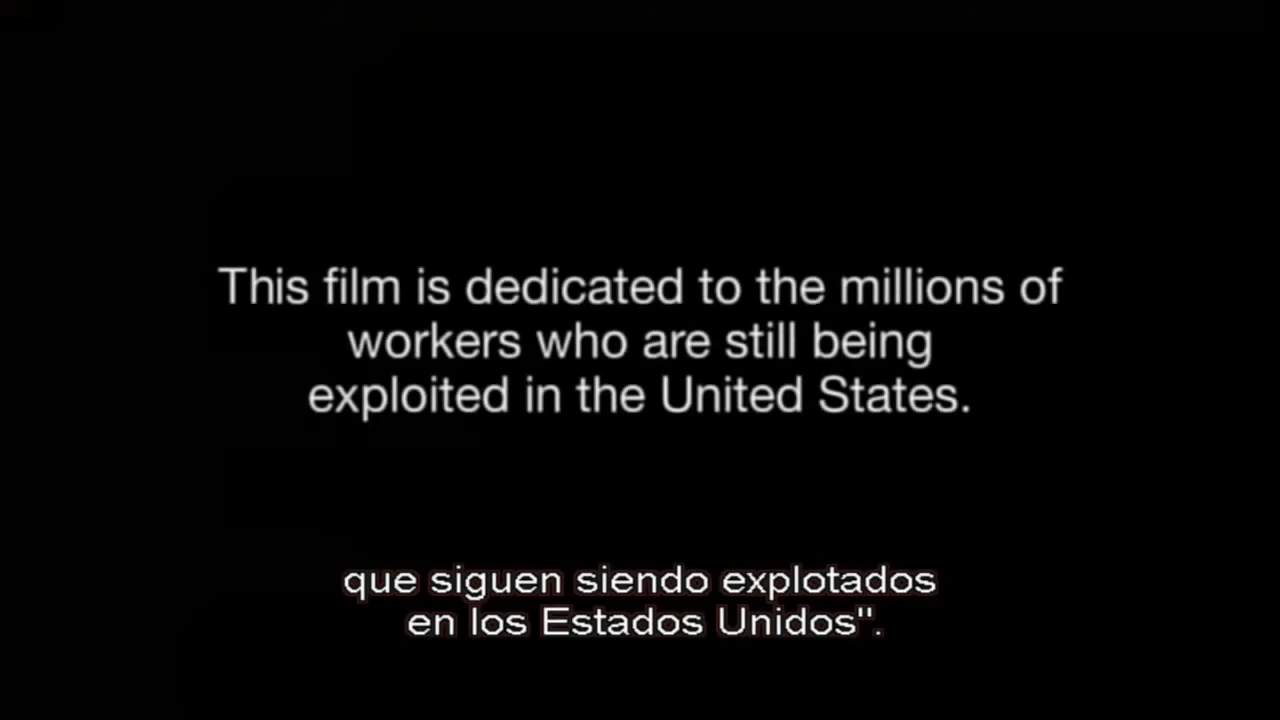 This film is dedicated to the millions of
workers who are still being
exploited in the United States.
que siguen siendo explotados
en los Estados Unidos".